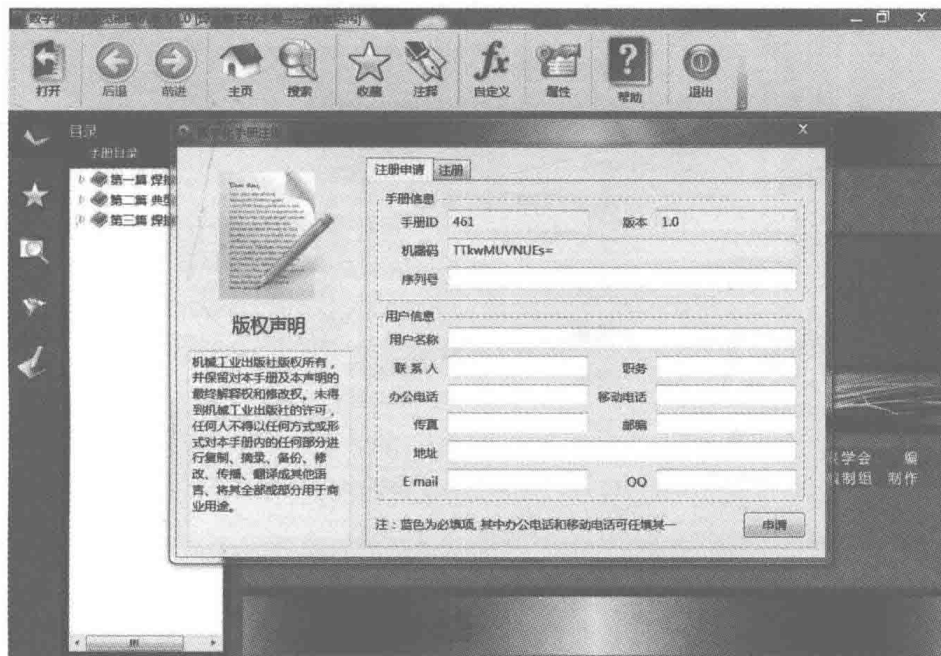 打开 后退 前进 主页 搜索 收藏 注释 自定义 属性 帮助 退出
目录
手册目录
第一篇 焊接
第二篇 典型
第三篇 焊接
注册申请 注册
手册信息
手册ID 461 版本 1.0
机器码 TTkwMUVNUEs=
序列号
用户信息
用户名称
联系人 职务
办公电话 移动电话
传真 邮编
地址
E mail QQ
注：蓝色为必填项,其中办公电话和移动电话可任填其一
申请
版权声明
机械工业出版社版权所有，
并保留对本手册及本声明的
最终解释权和修改权。未得
到机械工业出版社的许可，
任何人不得以任何方式或形
式对本手册内的任何部分进
行复制、摘录、备份、修
改、传播、翻译成其他语
言、将其全部或部分用于商
业用途。
学会 编
编制组 制作